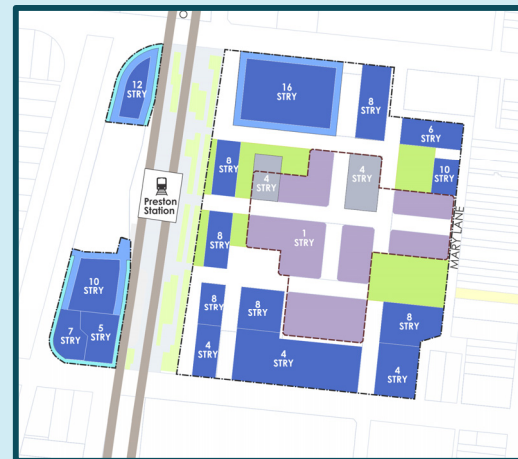 12
STRY
16
STRY
8
STRY
6
STRY
8
STRY
4
STRY
4
STRY
10
STRY
Preston
Station
8
STRY
1
STRY
MARY LANE
10
STRY
7
STRY
5
STRY
8
STRY
8
STRY
8
STRY
4
STRY
4
STRY
4
STRY